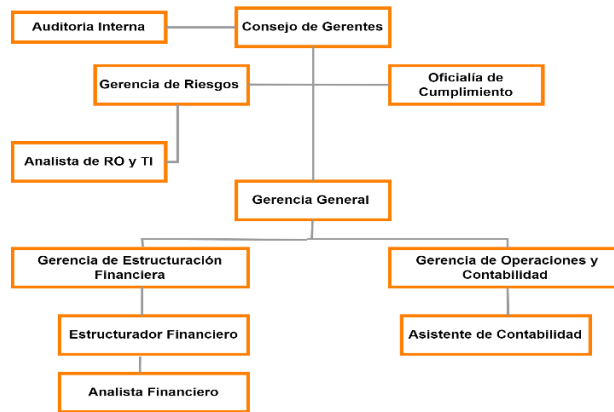 Auditoria Interna
Consejo de Gerentes
Gerencia de Riesgos
Oficialía de
Cumplimiento
Analista de RO y TI
Gerencia General
Gerencia de Estructuración
Financiera
Gerencia de Operaciones y
Contabilidad
Estructurador Financiero
Asistente de Contabilidad
Analista Financiero